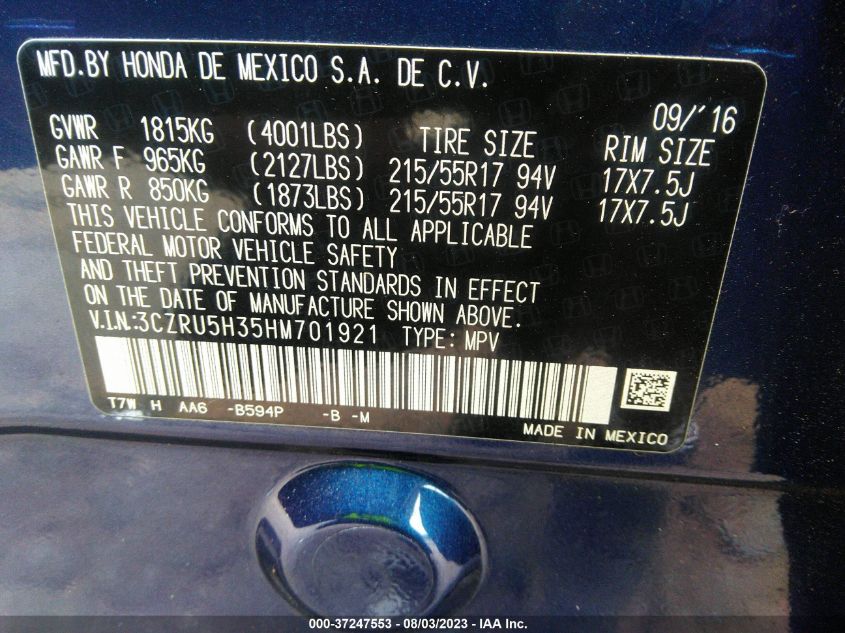 MFD.BY HONDA DE MEXICO S.A. DE C.V.
09/'16
GVWR 1815KG (4001LBS) TIRE SIZE RIM SIZE
GAWR F 965KG (2127LBS) 215/55R17 94V 17X7.5J
GAWR R 850KG (1873LBS) 215/55R17 94V 17X7.5J
THIS VEHICLE CONFORMS TO ALL APPLICABLE
FEDERAL MOTOR VEHICLE SAFETY
AND THEFT PREVENTION STANDARDS IN EFFECT
ON THE DATE OF MANUFACTURE SHOWN ABOVE.
V.I.N.:3CZRU5H35HM701921 TYPE: MPV
T7W H AA6 -B594P -B -M
MADE IN MEXICO
000-37247553 - 08/03/2023 - IAA Inc.